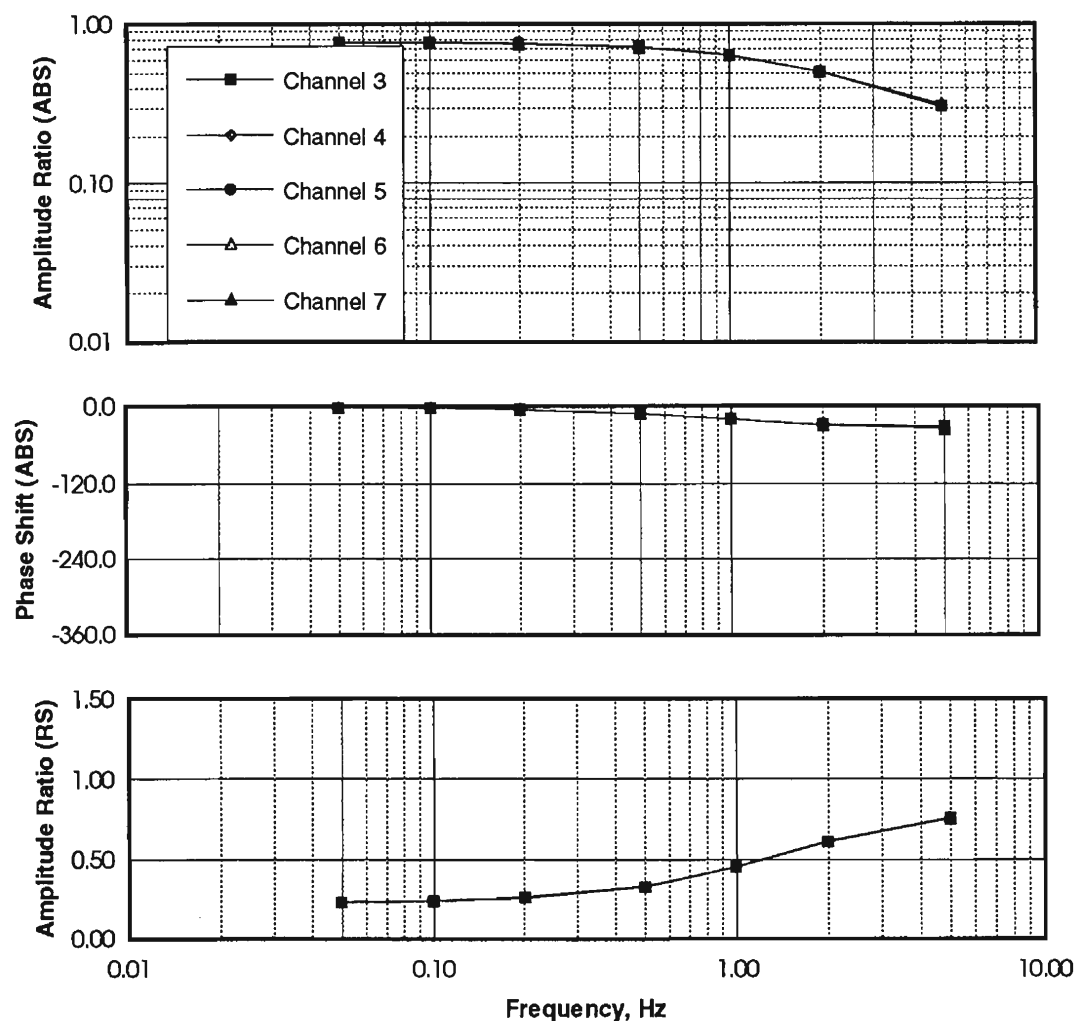 1.00
0.10
0.01
Amplitude Ratio (ABS)
Channel 3
Channel 4
Channel 5
Channel 6
Channel 7
0.0
-120.0
-240.0
-360.0
Phase Shift (ABS)
1.50
1.00
0.50
0.00
Amplitude Ratio (RS)
0.01
0.10
1.00
10.00
Frequency, Hz